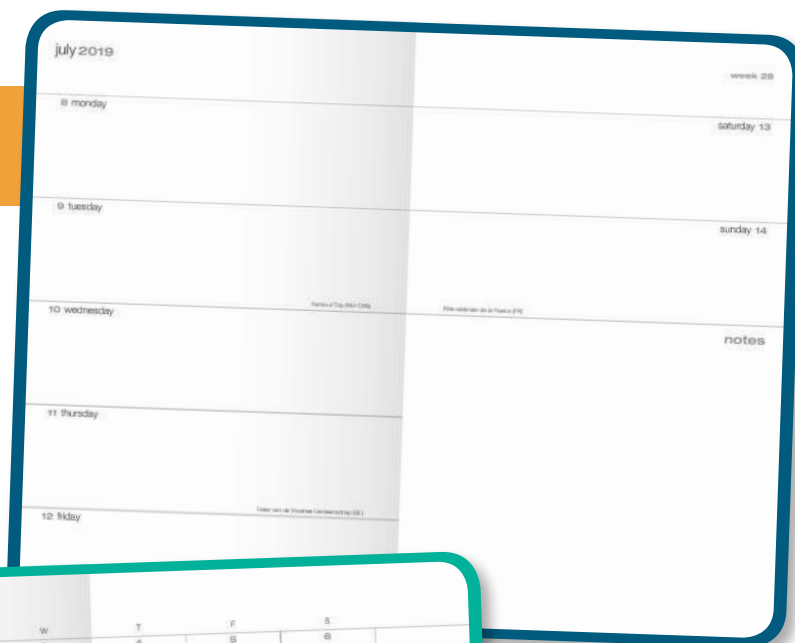 july 2019
week 28
8 monday
saturday 13
9 tuesday
sunday 14
10 wednesday
notes
11 thursday
12 friday
W T F S
4 5 6